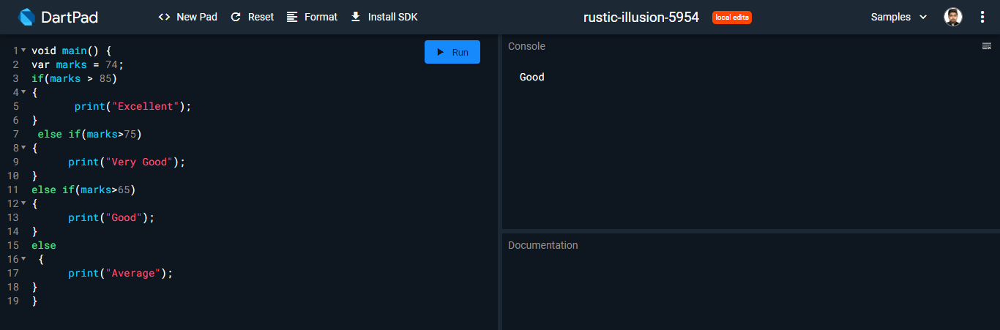 DartPad
<> New Pad
Reset
Format
Install SDK
rustic-illusion-5954
local edits
Samples
1 void main() {
2 var marks = 74;
3 if(marks > 85)
4 {
5 print("Excellent");
6 }
7 else if(marks>75)
8 {
9 print("Very Good");
10 }
11 else if(marks>65)
12 {
13 print("Good");
14 }
15 else
16 {
17 print("Average");
18 }
19 }
Run
Console
Good
Documentation